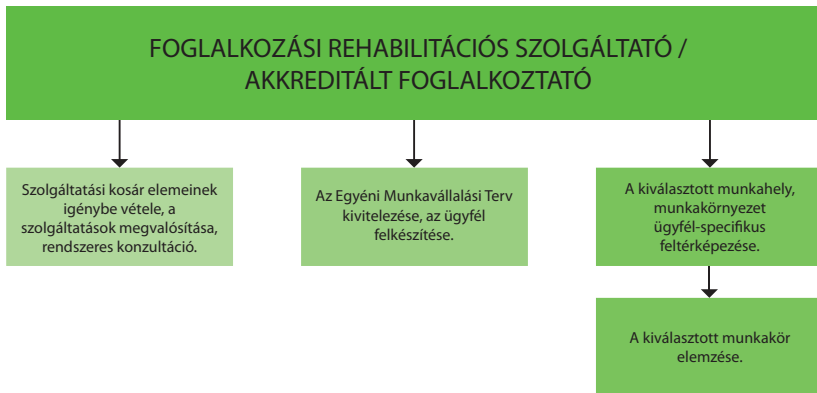 FOGLALKOZÁSI REHABILITÁCIÓS SZOLGÁLTATÓ /
AKKREDITÁLT FOGLALKOZTATÓ
Szolgáltatási kosár elemeinek
igénybe vétele, a
szolgáltatások megvalósítása,
rendszeres konzultáció.
Az Egyéni Munkavállalási Terv
kivitelezése, az ügyfél
felkészítése.
A kiválasztott munkahely,
munkakörnyezet
ügyfél-specifikus
feltérképezése.
A kiválasztott munkakör
elemzése.